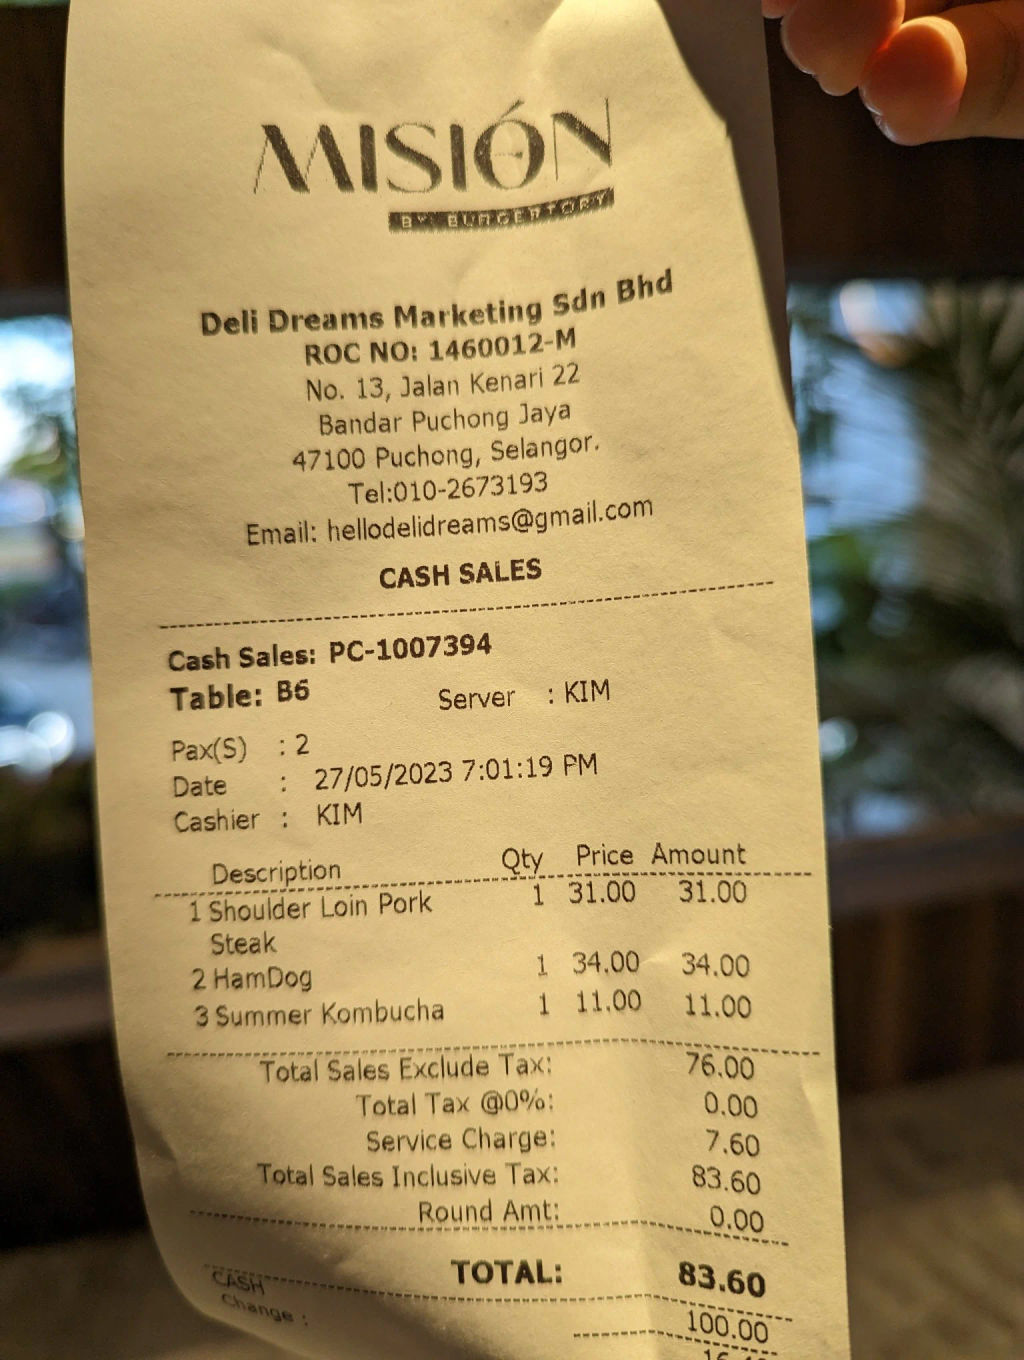 MISIÓN
BY BURGERTORY
Deli Dreams Marketing Sdn Bhd
ROC NO: 1460012-M
No. 13, Jalan Kenari 22
Bandar Puchong Jaya
47100 Puchong, Selangor.
Tel:010-2673193
Email: hellodelidreams@gmail.com
CASH SALES
Cash Sales: PC-1007394
Table: B6 Server : KIM
Pax(S) : 2
Date : 27/05/2023 7:01:19 PM
Cashier : KIM
Description Qty Price Amount
1 Shoulder Loin Pork 1 31.00 31.00
Steak
2 HamDog 1 34.00 34.00
3 Summer Kombucha 1 11.00 11.00
Total Sales Exclude Tax: 76.00
Total Tax @0%: 0.00
Service Charge: 7.60
Total Sales Inclusive Tax: 83.60
Round Amt: 0.00
TOTAL: 83.60
CASH 100.00
Change :